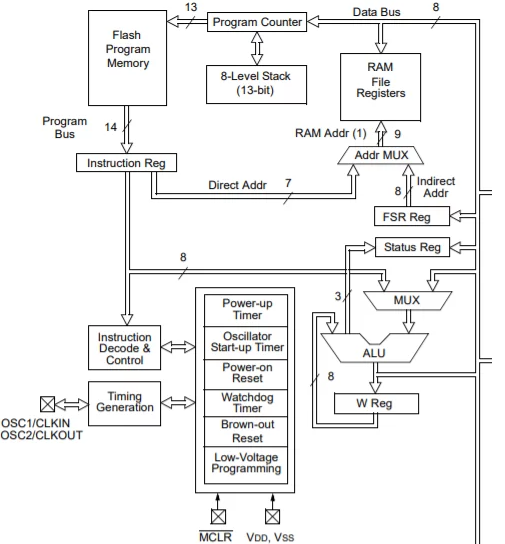 13
Program Counter
Data Bus
8
Flash
Program
Memory
8-Level Stack
(13-bit)
RAM
File
Registers
Program
Bus
14
RAM Addr (1)
9
Instruction Reg
Addr MUX
Direct Addr
7
8
Indirect
Addr
FSR Reg
Status Reg
8
3
MUX
Power-up
Timer
Instruction
Decode &
Control
Oscillator
Start-up Timer
ALU
Power-on
Reset
8
Timing
Generation
Watchdog
Timer
W Reg
OSC1/CLKIN
OSC2/CLKOUT
Brown-out
Reset
Low-Voltage
Programming
MCLR
VDD, VSS